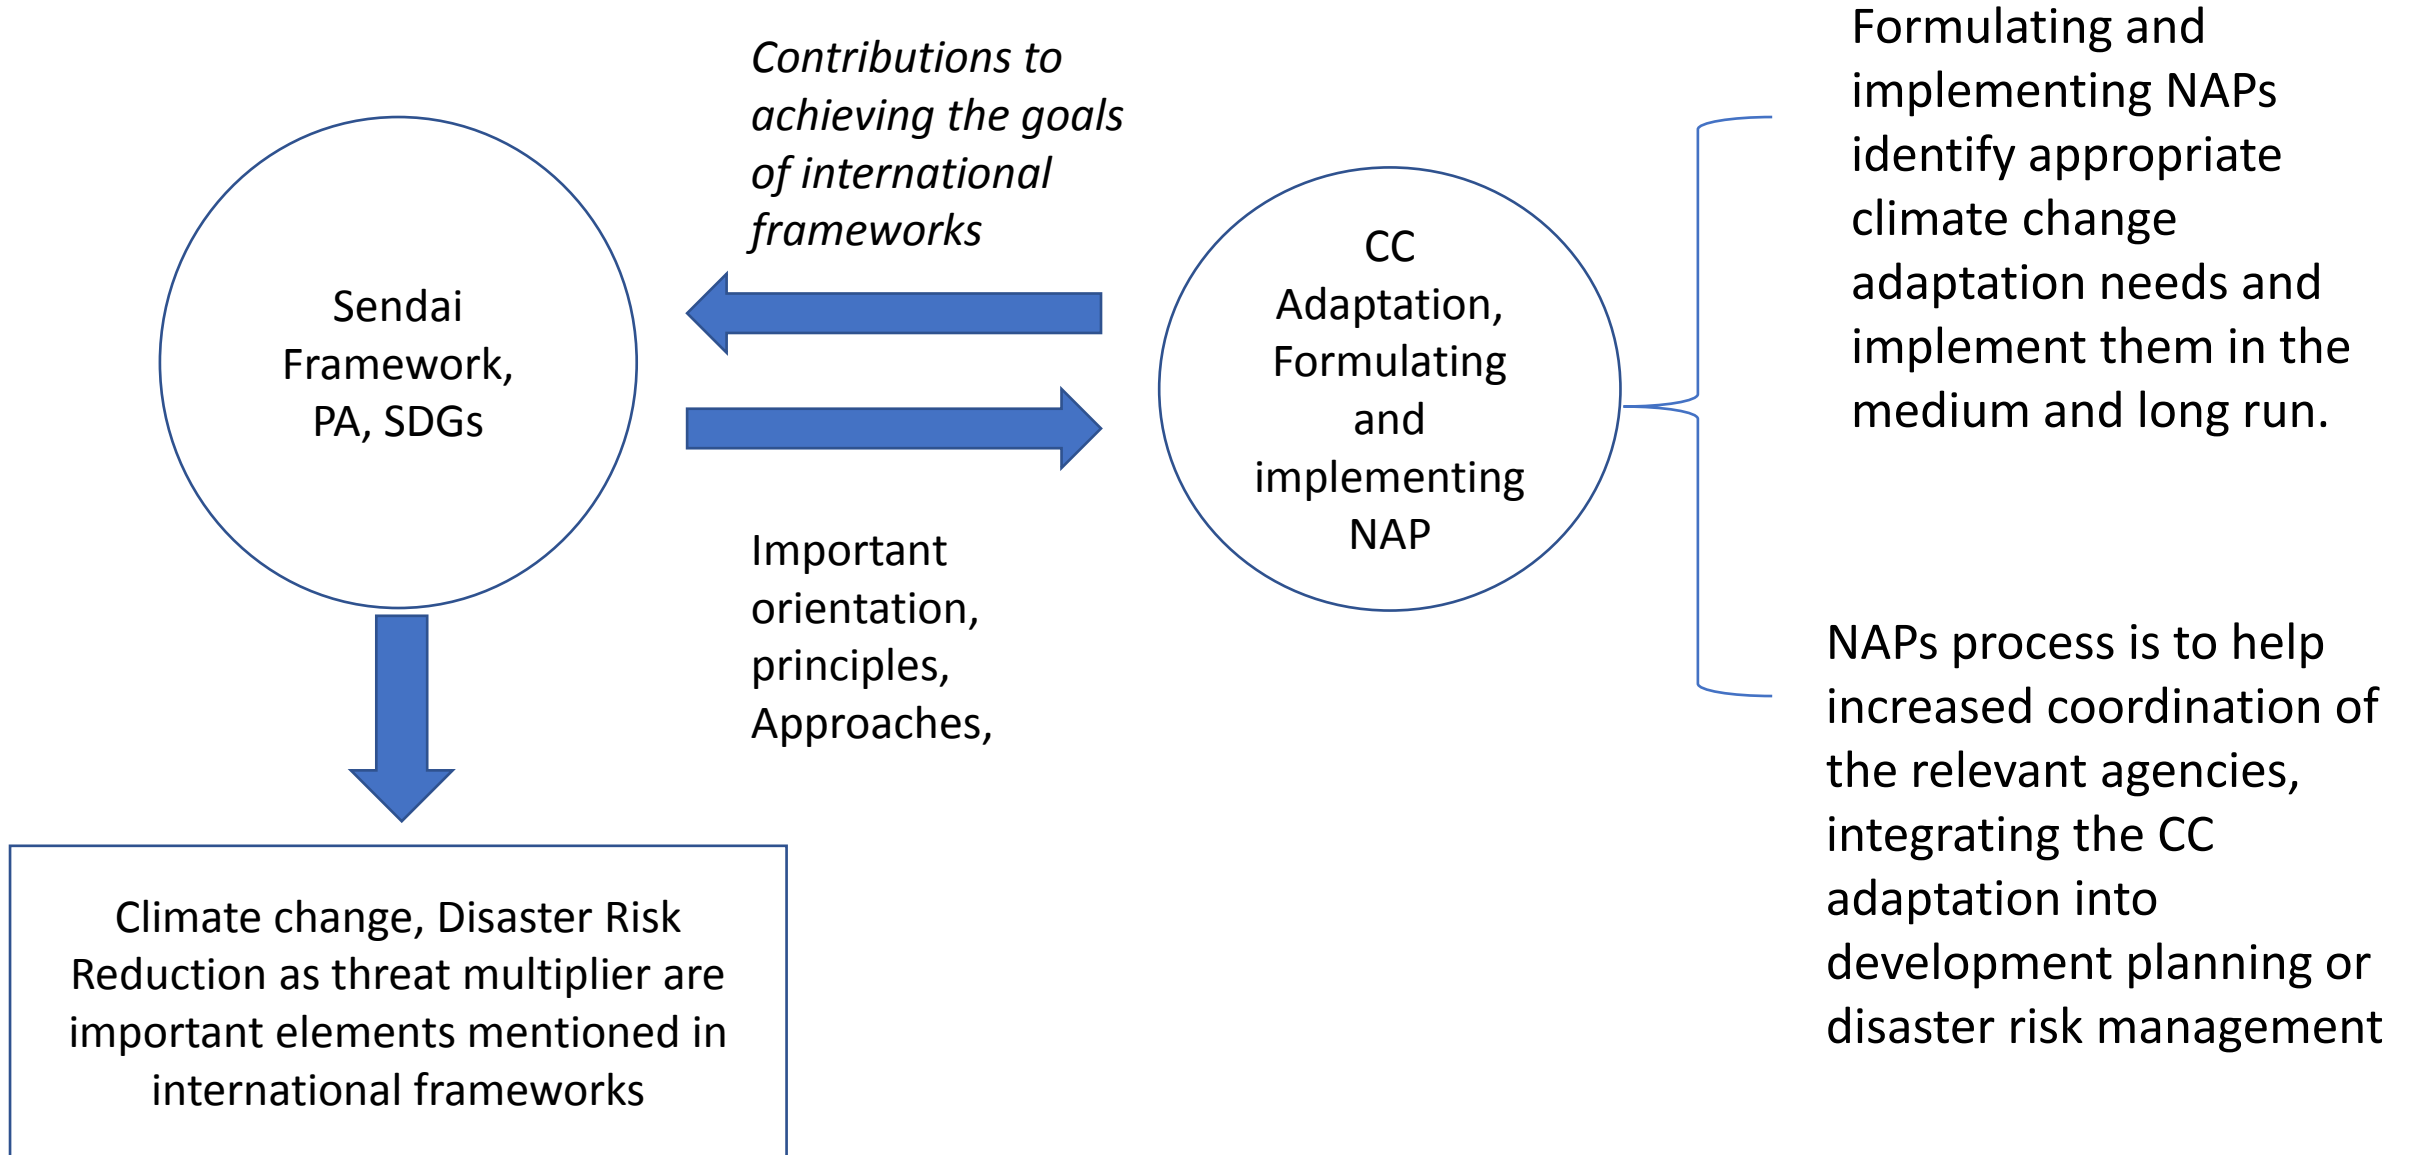 Contributions to
achieving the goals
of international
frameworks
Sendai
Framework,
PA, SDGs
CC
Adaptation,
Formulating
and
implementing
NAP
Important
orientation,
principles,
Approaches,
Climate change, Disaster Risk
Reduction as threat multiplier are
important elements mentioned in
international frameworks
Formulating and
implementing NAPs
identify appropriate
climate change
adaptation needs and
implement them in the
medium and long run.
NAPs process is to help
increased coordination of
the relevant agencies,
integrating the CC
adaptation into
development planning or
disaster risk management